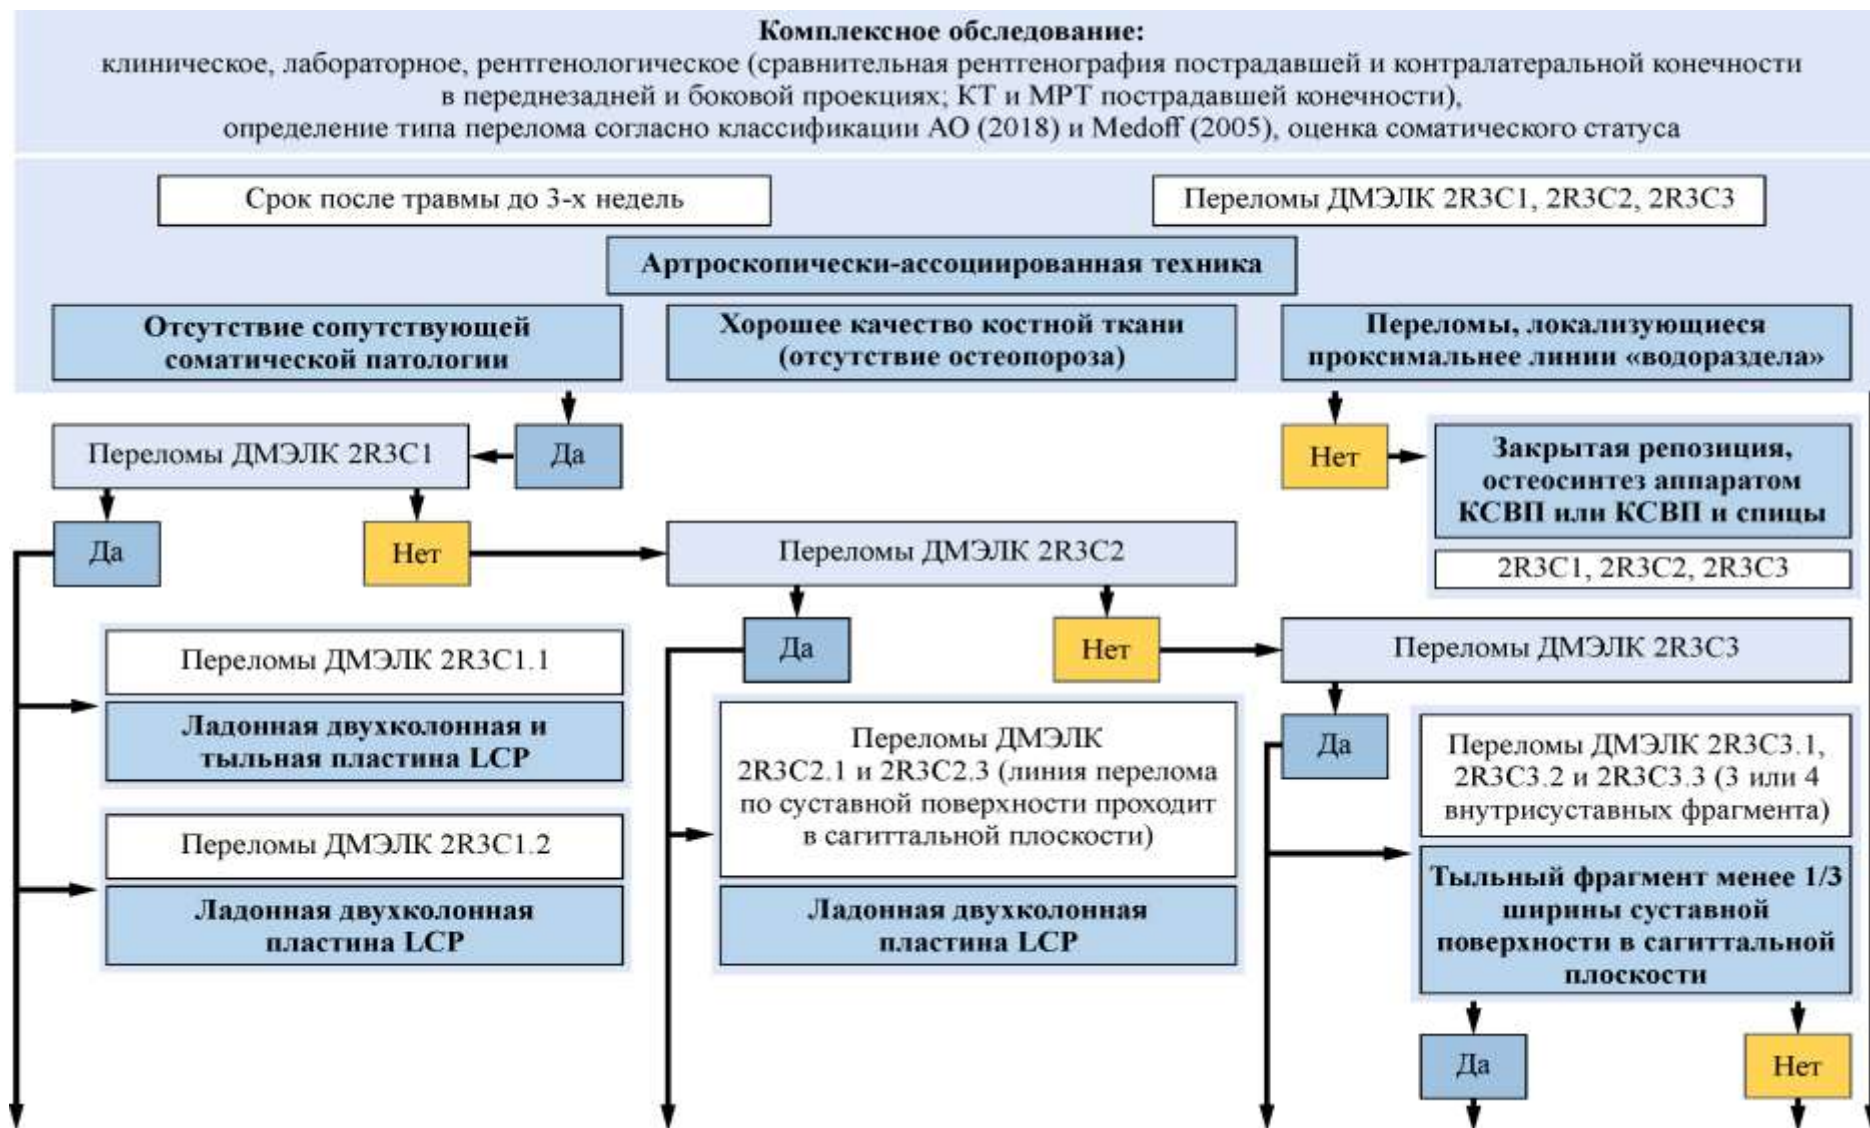 Комплексное обследование:
клиническое, лабораторное, рентгенологическое (сравнительная рентгенография пострадавшей и контралатеральной конечности
в переднезадней и боковой проекциях; КТ и МРТ пострадавшей конечности),
определение типа перелома согласно классификации АО (2018) и Medoff (2005), оценка соматического статуса
Срок после травмы до 3-х недель
Переломы ДМЭЛК 2R3C1, 2R3C2, 2R3C3
Артроскопически-ассоциированная техника
Отсутствие сопутствующей
соматической патологии
Хорошее качество костной ткани
(отсутствие остеопороза)
Переломы, локализующиеся
проксимальнее линии «водораздела»
Переломы ДМЭЛК 2R3C1
Да
Нет
Закрытая репозиция,
остеосинтез аппаратом
КСВП или КСВП и спицы
2R3C1, 2R3C2, 2R3C3
Да
Нет
Переломы ДМЭЛК 2R3C2
Да
Нет
Переломы ДМЭЛК 2R3C3
Переломы ДМЭЛК 2R3C1.1
Ладонная двухколонная и
тыльная пластина LCP
Переломы ДМЭЛК 2R3C1.2
Ладонная двухколонная
пластина LCP
Переломы ДМЭЛК
2R3C2.1 и 2R3C2.3 (линия перелома
по суставной поверхности проходит
в сагиттальной плоскости)
Ладонная двухколонная
пластина LCP
Да
Переломы ДМЭЛК 2R3C3.1,
2R3C3.2 и 2R3C3.3 (3 или 4
внутрисуставных фрагмента)
Тыльный фрагмент менее 1/3
ширины суставной
поверхности в сагиттальной
плоскости
Да
Нет